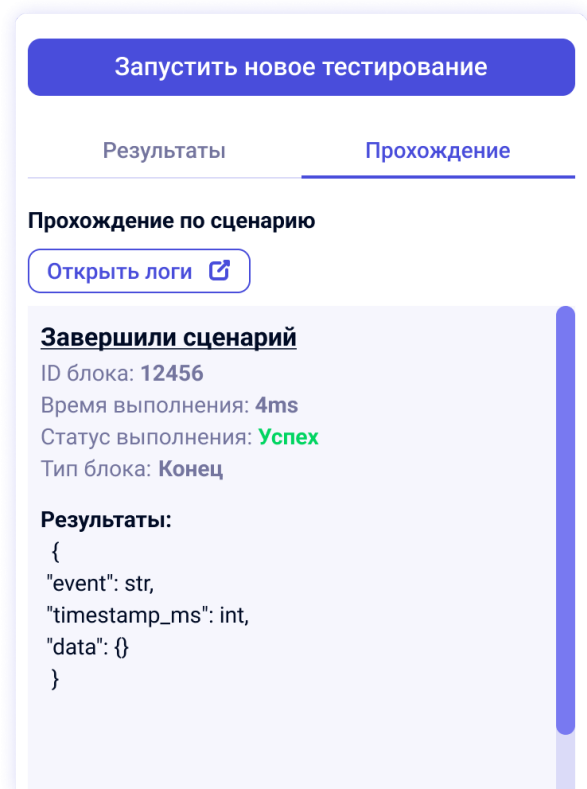 Запустить новое тестирование
Результаты
Прохождение
Прохождение по сценарию
Открыть логи
Завершили сценарий
ID блока: 12456
Время выполнения: 4ms
Статус выполнения: Успех
Тип блока: Конец
Результаты:
{
"event": str,
"timestamp_ms": int,
"data": {}
}